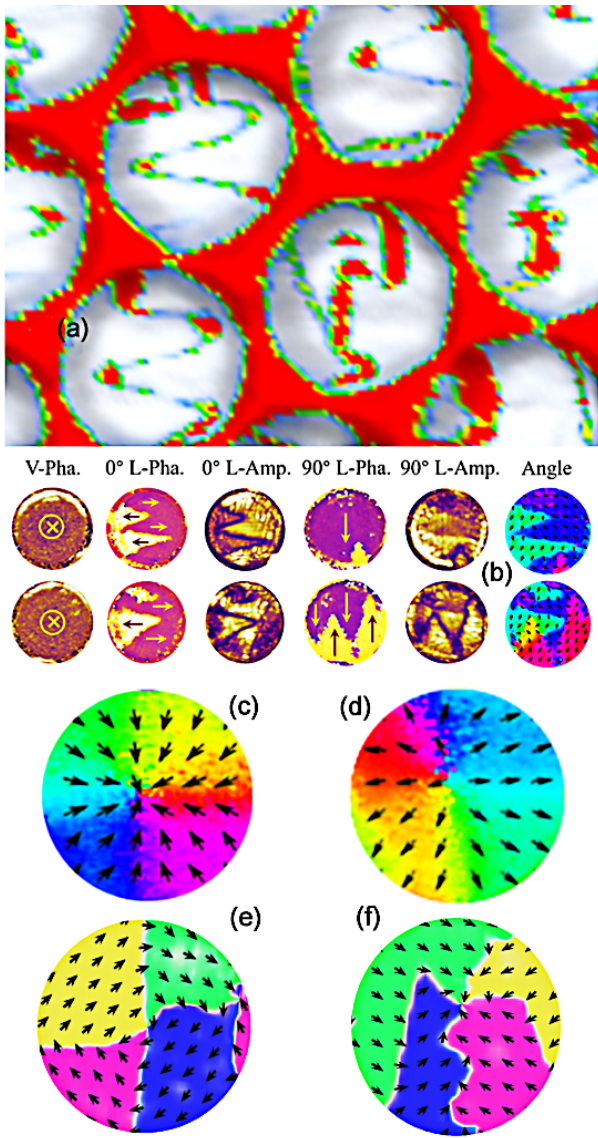 (a)
V-Pha. 0° L-Pha. 0° L-Amp. 90° L-Pha. 90° L-Amp. Angle
(b)
(c) (d)
(e) (f)